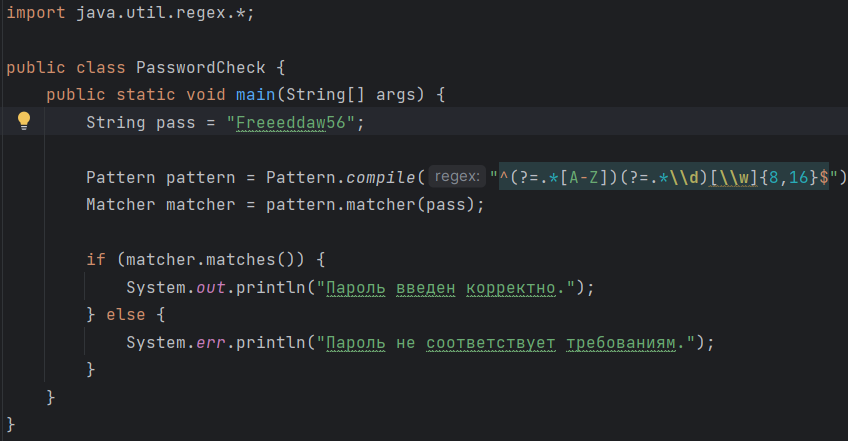 import java.util.regex.*;
public class PasswordCheck {
public static void main(String[] args) {
String pass = "Freeeddaw56";
Pattern pattern = Pattern.compile( regex: "^(?=.*[A-Z])(?=.*\\d)[\\w]{8,16}$")
Matcher matcher = pattern.matcher(pass);
if (matcher.matches()) {
System.out.println("Пароль введен корректно.");
} else {
System.err.println("Пароль не соответствует требованиям.");
}
}
}